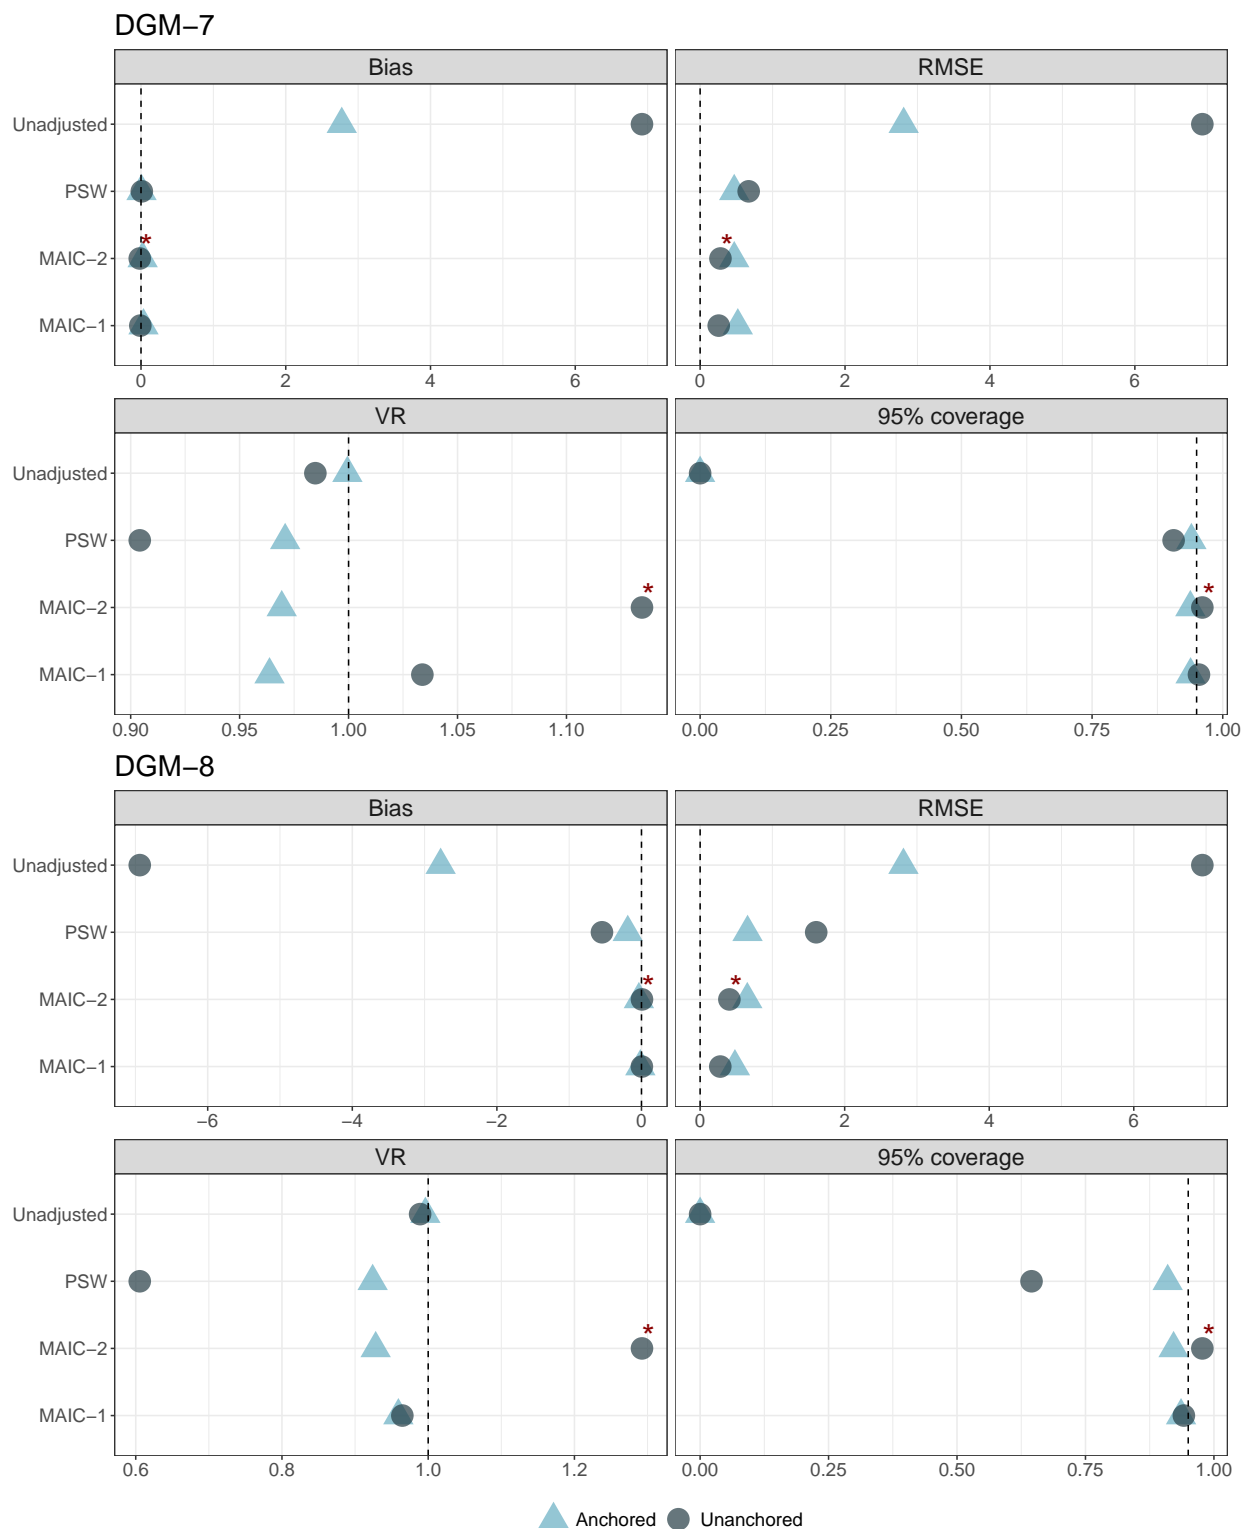 DGM−7
Bias
RMSE
Unadjusted
PSW
MAIC−2
*
*
MAIC−1
0 2 4 6
0 2 4 6
VR
95% coverage
Unadjusted
PSW
MAIC−2
*
*
MAIC−1
0.90 0.95 1.00 1.05 1.10
0.00 0.25 0.50 0.75 1.00
DGM−8
Bias
RMSE
Unadjusted
PSW
MAIC−2
*
*
MAIC−1
−6 −4 −2 0
0 2 4 6
VR
95% coverage
Unadjusted
PSW
MAIC−2
*
*
MAIC−1
0.6 0.8 1.0 1.2
0.00 0.25 0.50 0.75 1.00
Anchored Unanchored